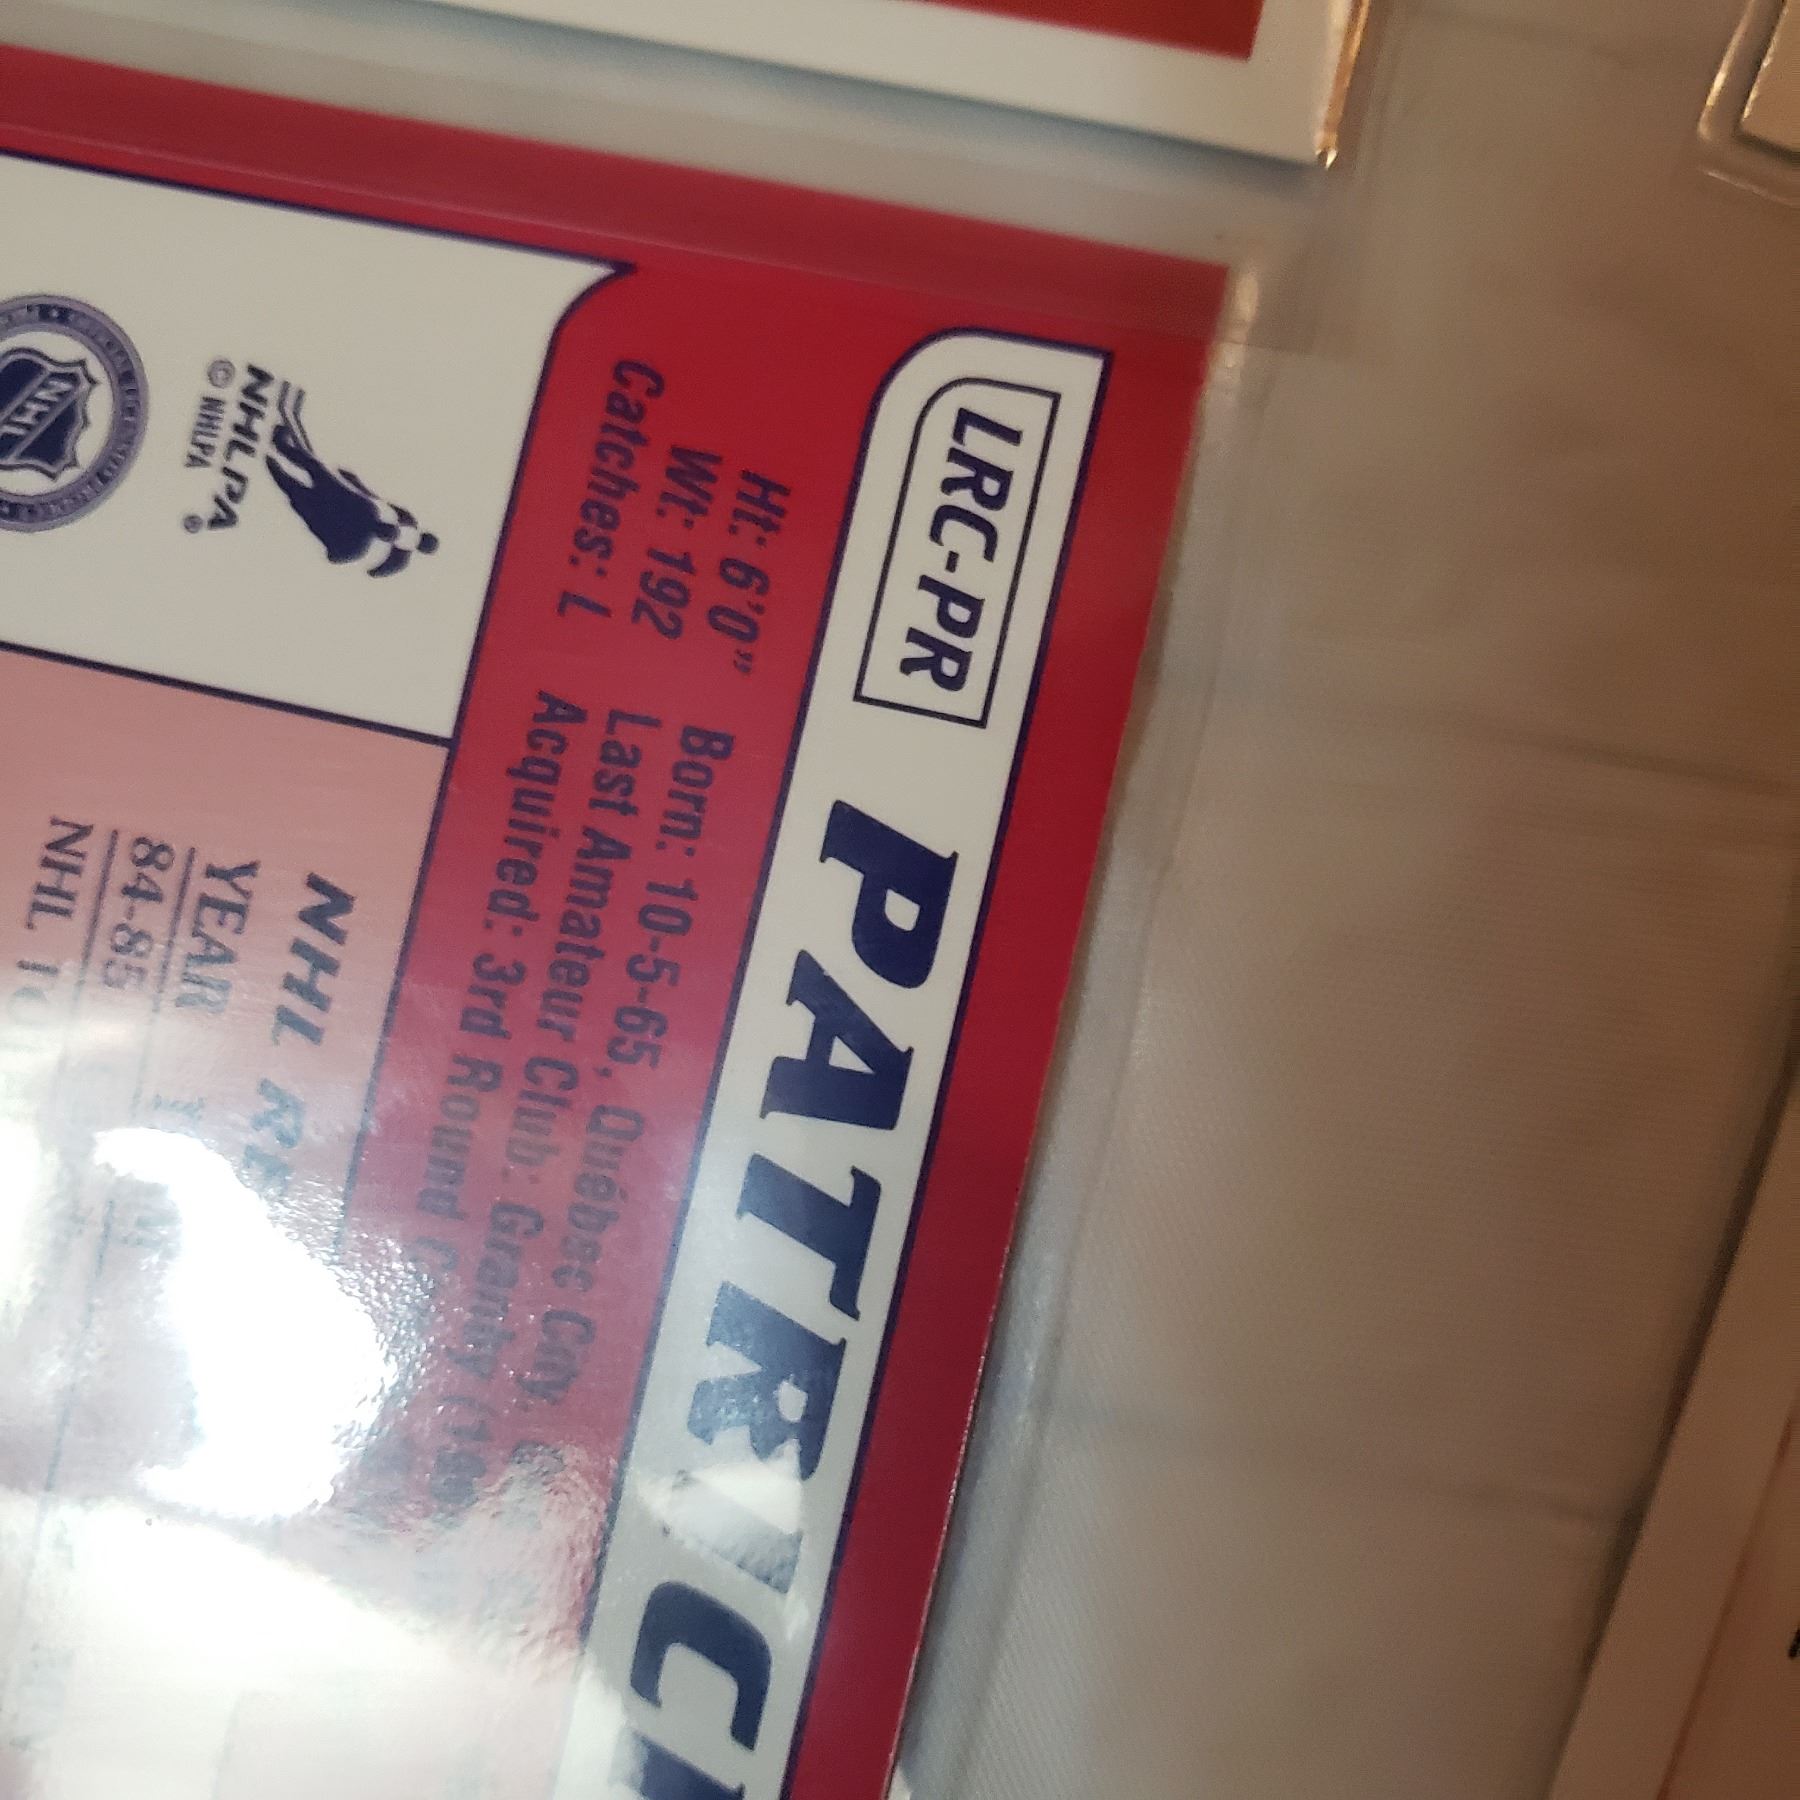 LRC-PR PATRIC
Ht: 6'0" Born: 10-5-65, Québec City,
Wt: 192 Last Amateur Club: Granby
Catches: L Acquired: 3rd Round
NHLPA®
© NHLPA
NHL
NHL
YEAR
84-85
NHL